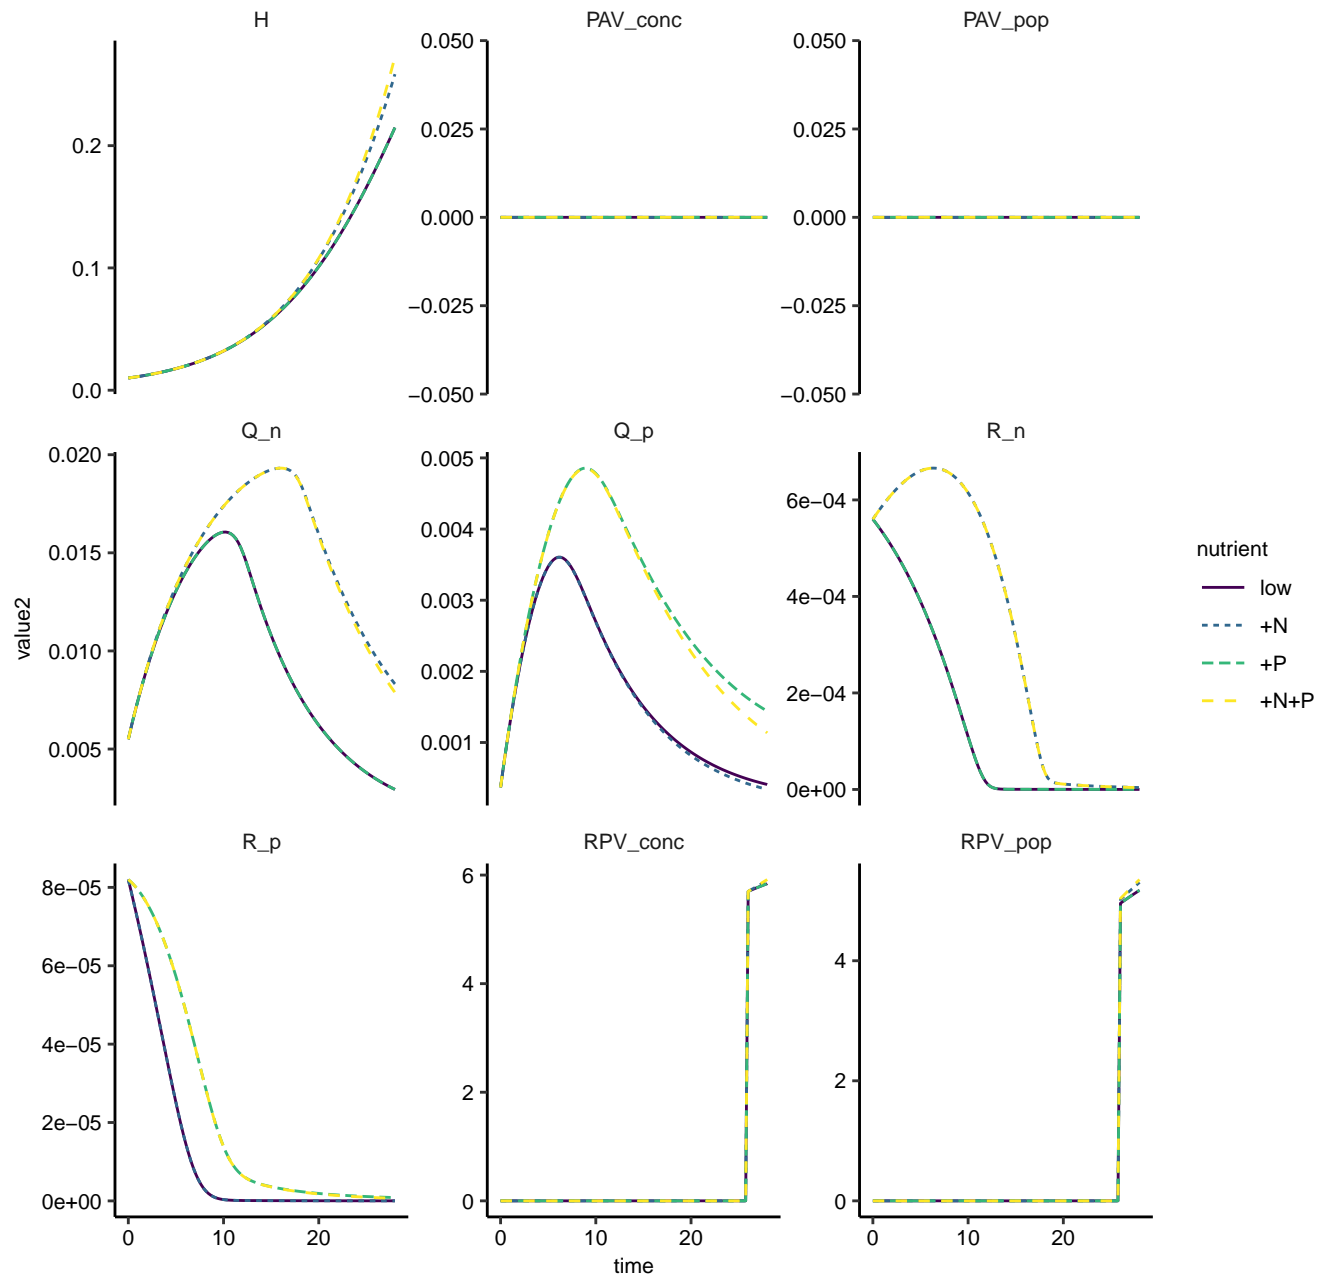 H PAV_conc PAV_pop
0.2
0.1
0.0
0.050
0.025
0.000
−0.025
−0.050
0.050
0.025
0.000
−0.025
−0.050
Q_n Q_p R_n
0.020
0.015
0.010
0.005
0.005
0.004
0.003
0.002
0.001
6e−04
4e−04
2e−04
0e+00
R_p RPV_conc RPV_pop
8e−05
6e−05
4e−05
2e−05
0e+00
6
4
2
0
4
2
0
0 10 20
0 10 20
0 10 20
time
value2
nutrient
low
+N
+P
+N+P